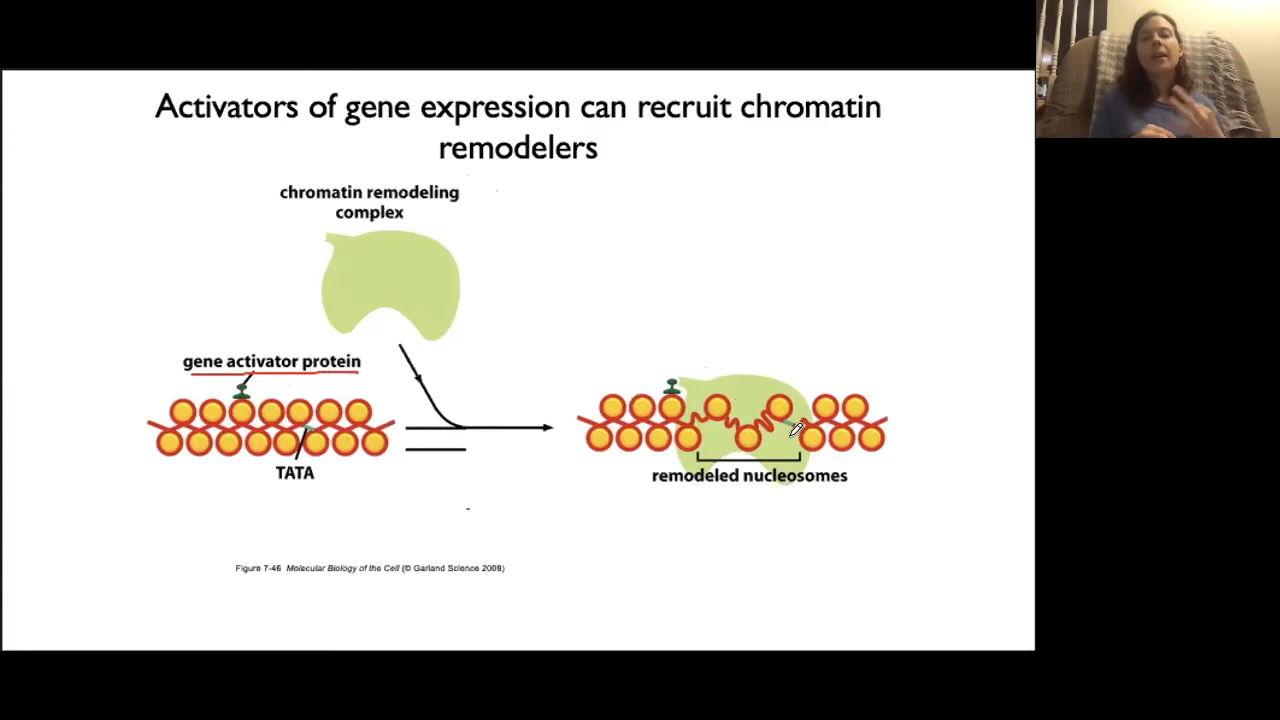 Activators of gene expression can recruit chromatin
remodelers
chromatin remodeling
complex
gene activator protein
TATA
remodeled nucleosomes
Figure 7-46 Molecular Biology of the Cell (© Garland Science 2008)